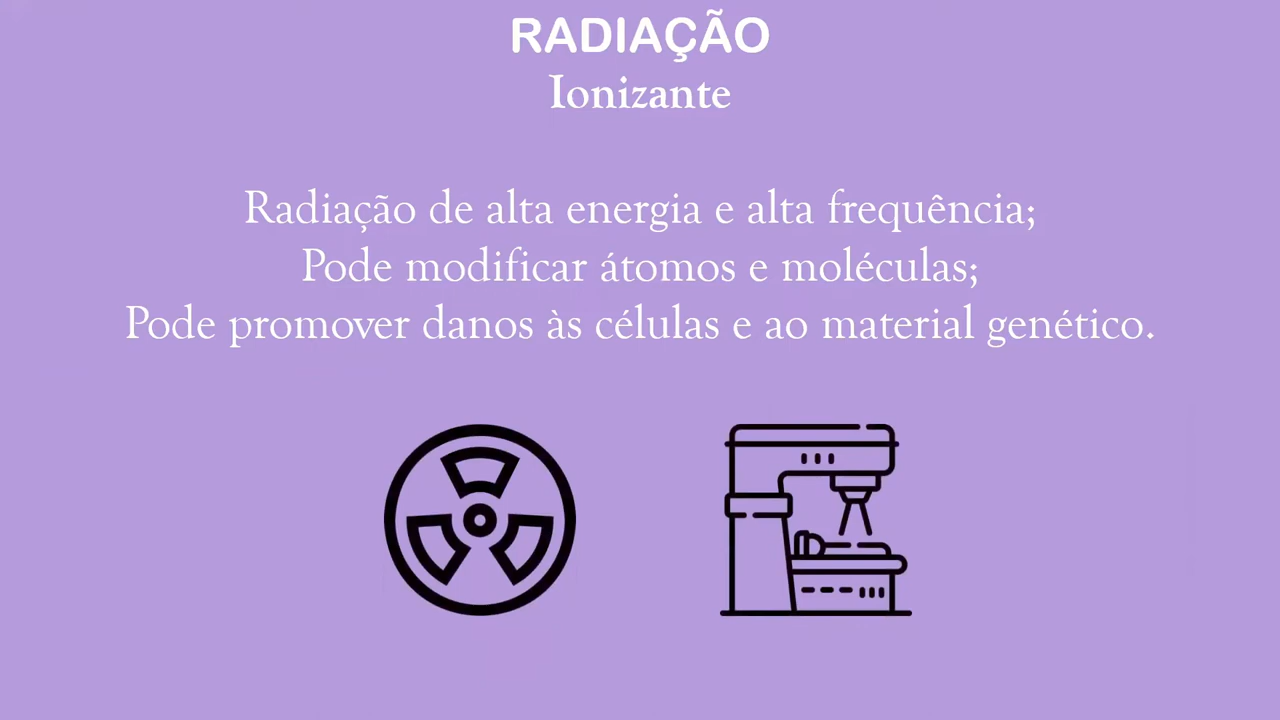 RADIAÇÃO
Ionizante
Radiação de alta energia e alta frequência;
Pode modificar átomos e moléculas;
Pode promover danos às células e ao material genético.